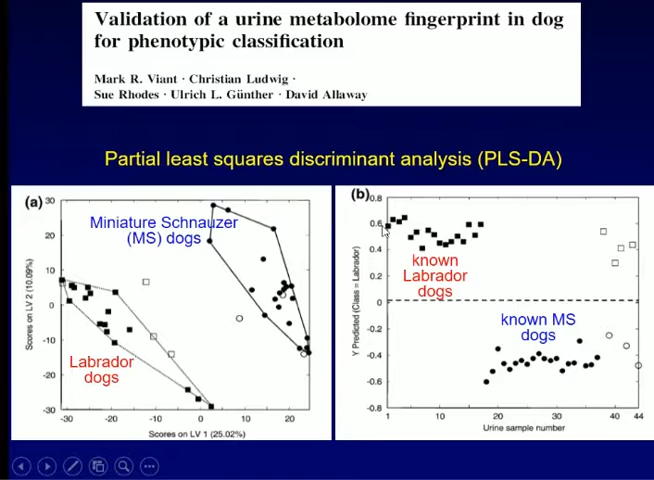 Validation of a urine metabolome fingerprint in dog
for phenotypic classification
Mark R. Viant · Christian Ludwig ·
Sue Rhodes · Ulrich L. Günther · David Allaway
Partial least squares discriminant analysis (PLS-DA)
(a)
30
20
10
0
-10
-20
-30
Scores on LV 2 (10.09%)
Miniature Schnauzer
(MS) dogs
Labrador
dogs
-30
-20
-10
0
10
20
Scores on LV 1 (25.02%)
(b)
0.8
0.6
0.4
0.2
0
-0.2
-0.4
-0.6
-0.8
Y Predicted (Class = Labrador)
known
Labrador
dogs
known MS
dogs
1
10
20
30
40
44
Urine sample number